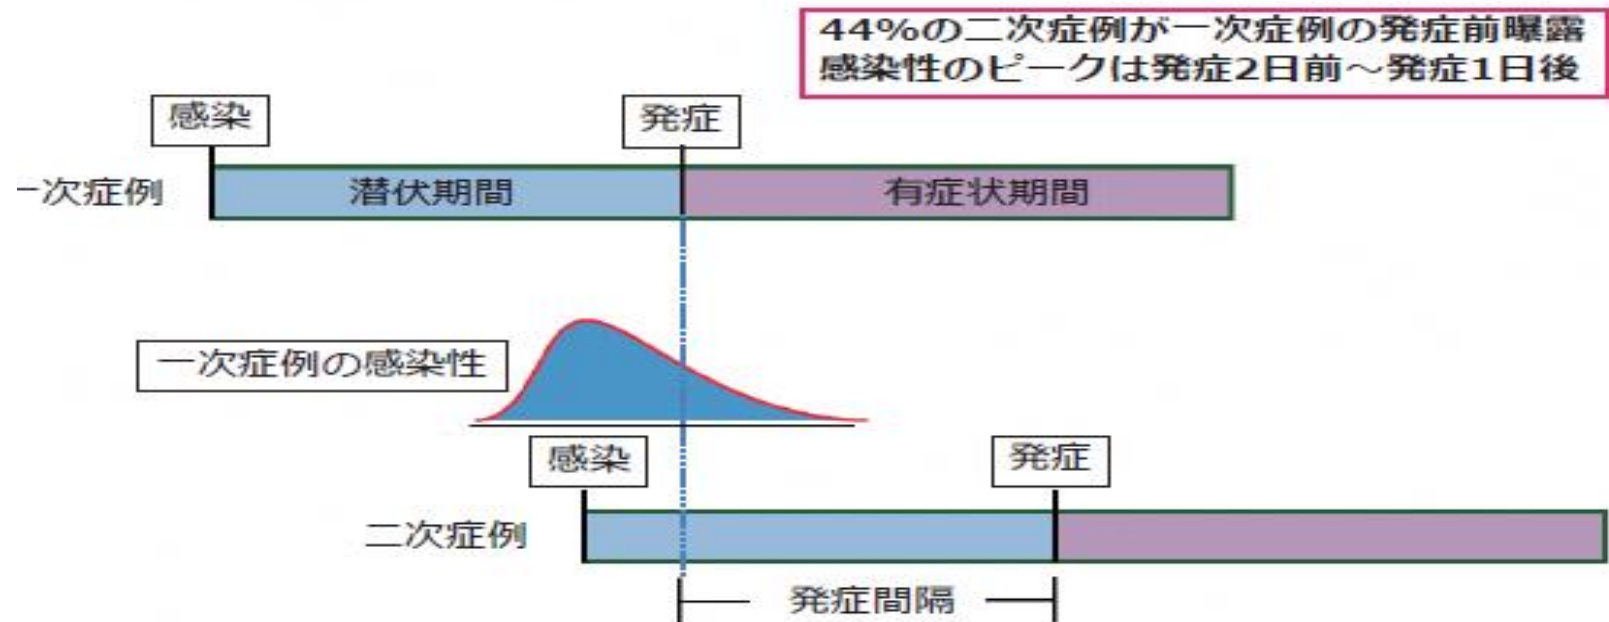 44%の二次症例が一次症例の発症前曝露
感染性のピークは発症2日前～発症1日後
感染
発症
一次症例
潜伏期間
有症状期間
一次症例の感染性
感染
発症
二次症例
発症間隔